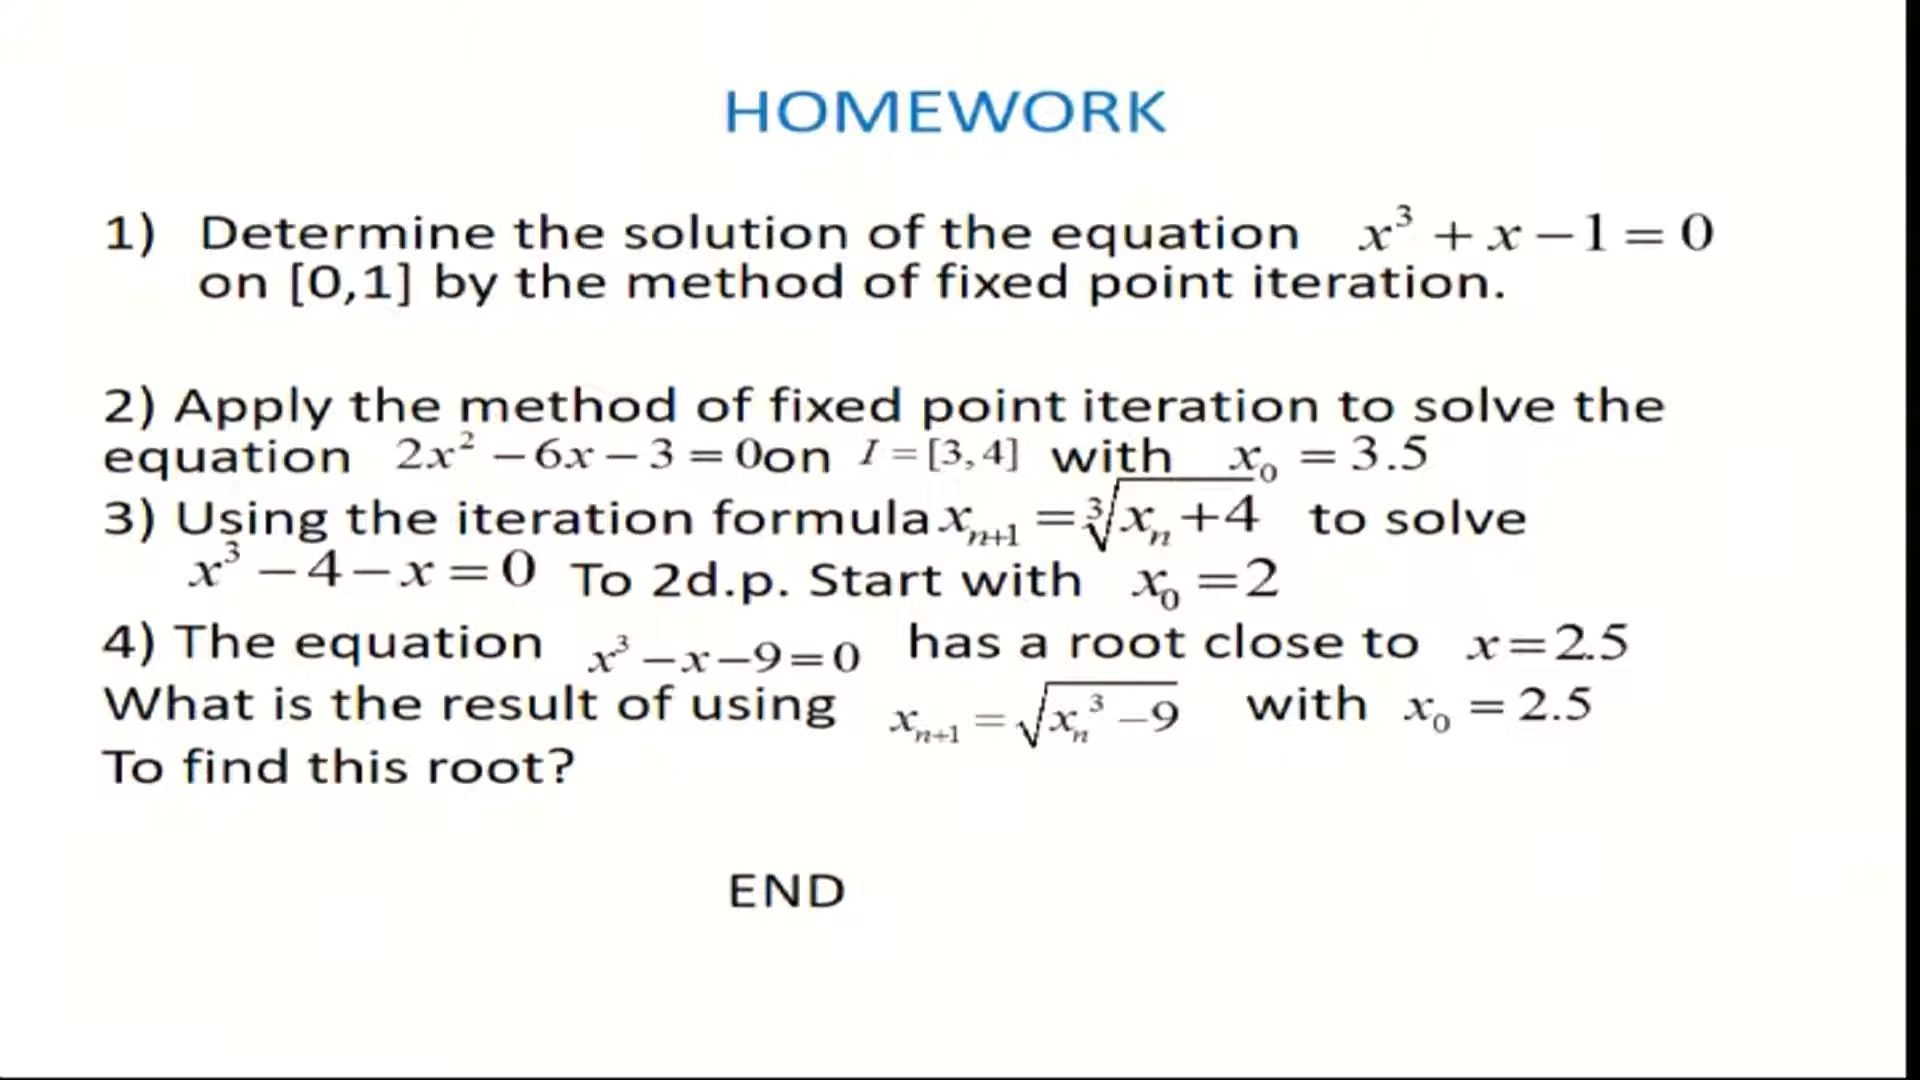 HOMEWORK
1) Determine the solution of the equation x³ + x − 1 = 0
on [0,1] by the method of fixed point iteration.
2) Apply the method of fixed point iteration to solve the
equation 2x² − 6x − 3 = 0on I = [3, 4] with x₀ = 3.5
3) Using the iteration formula xₙ₊₁ = ∛(xₙ + 4) to solve
x³ − 4 − x = 0 To 2d.p. Start with x₀ = 2
4) The equation x³ − x − 9 = 0 has a root close to x = 2.5
What is the result of using xₙ₊₁ = √(xₙ³ − 9) with x₀ = 2.5
To find this root?
END